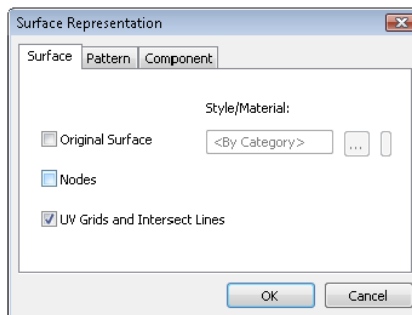 Surface Representation
Surface Pattern Component
Style/Material:
Original Surface <By Category> ...
Nodes
UV Grids and Intersect Lines
OK Cancel